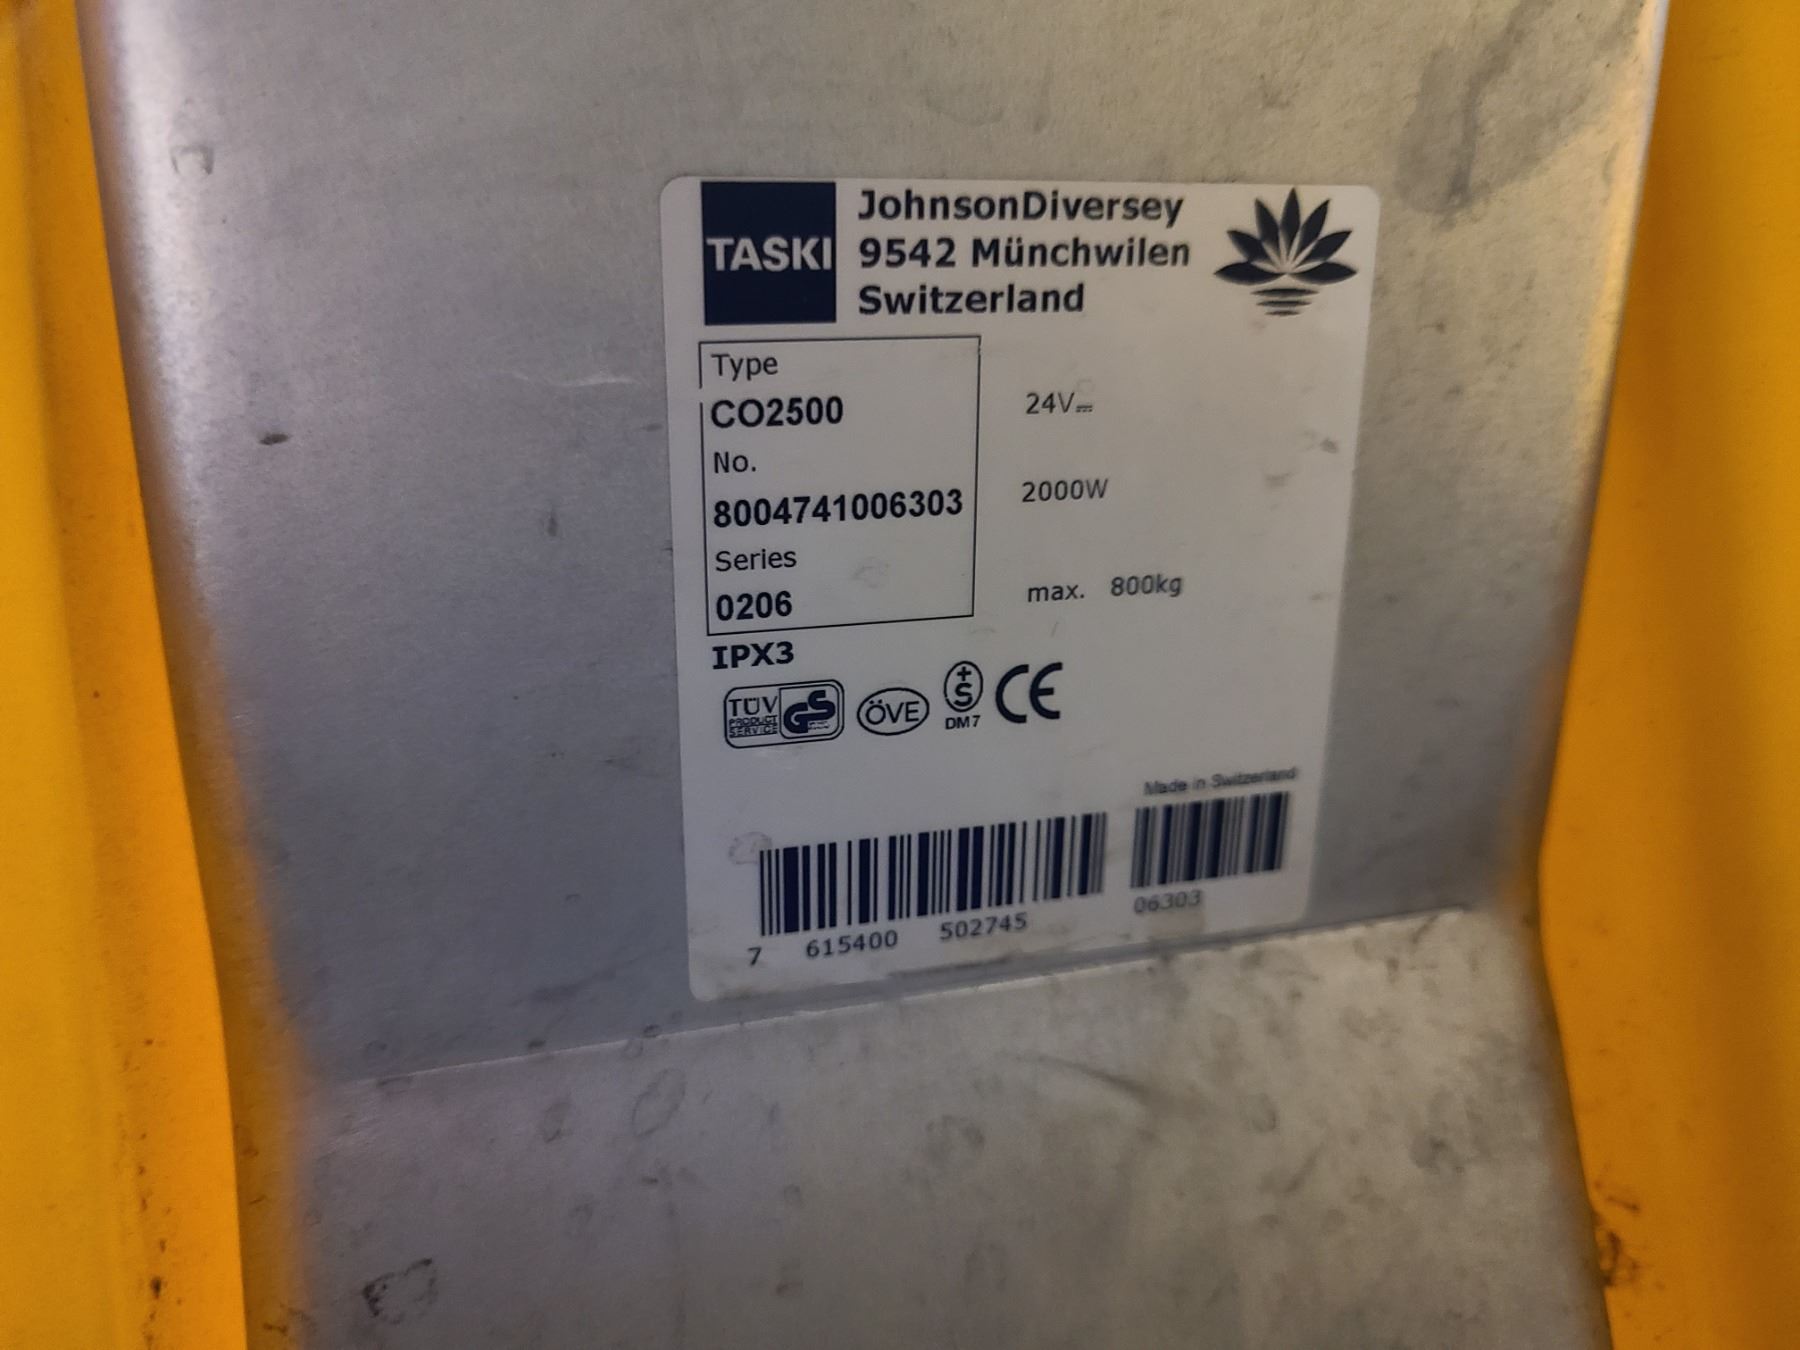 TASKI
JohnsonDiversey
9542 Münchwilen
Switzerland
Type
CO2500
24V
No.
8004741006303
2000W
Series
0206
max. 800kg
IPX3
TÜV
PRODUCT
SERVICE
GS
ÖVE
+S
DM7
CE
Made in Switzerland
7 615400 502745
06303